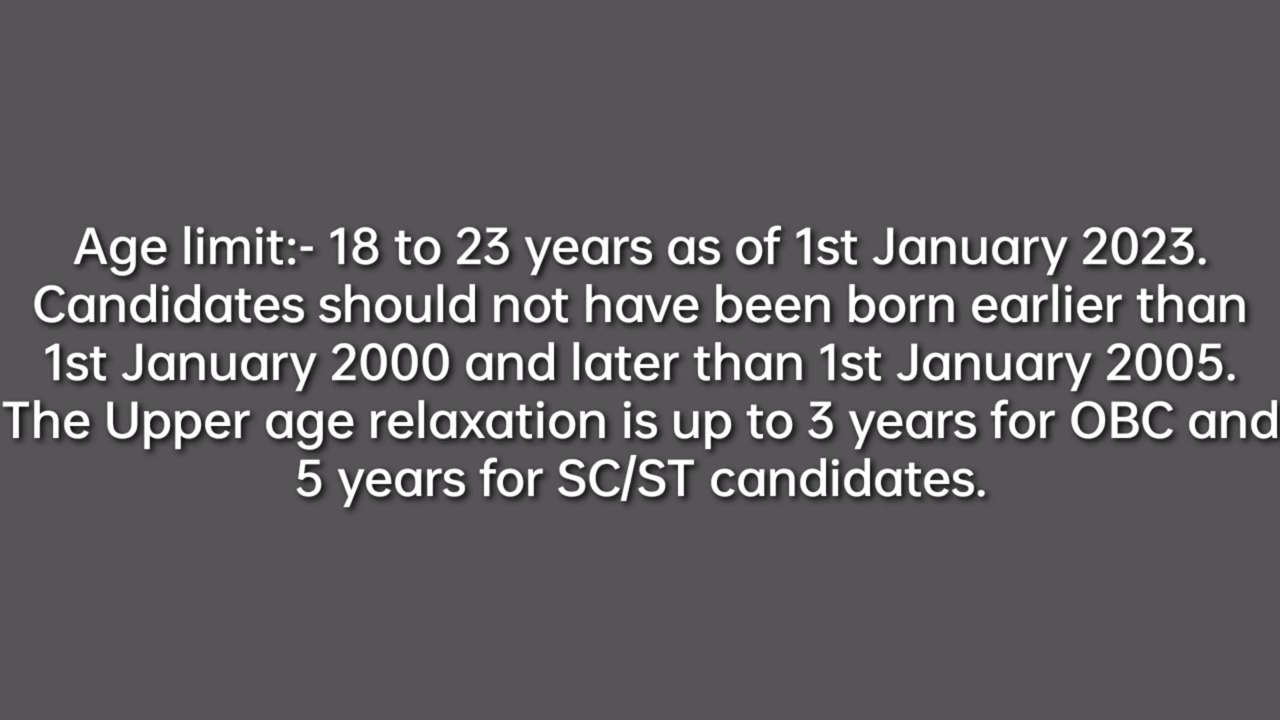 Age limit:- 18 to 23 years as of 1st January 2023.
Candidates should not have been born earlier than
1st January 2000 and later than 1st January 2005.
The Upper age relaxation is up to 3 years for OBC and
5 years for SC/ST candidates.